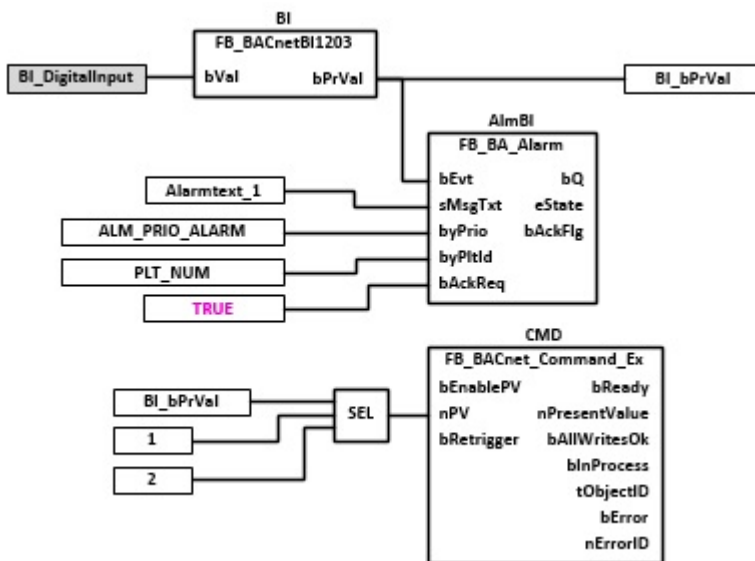 BI
FB_BACnetBI1203
BI_DigitalInput
bVal
bPrVal
BI_bPrVal
AlmBI
FB_BA_Alarm
bEvt
bQ
Alarmtext_1
sMsgTxt
eState
ALM_PRIO_ALARM
byPrio
bAckFlg
PLT_NUM
byPltId
TRUE
bAckReq
CMD
FB_BACnet_Command_Ex
bEnablePV
bReady
BI_bPrVal
SEL
nPV
nPresentValue
1
bRetrigger
bAllWritesOk
2
bInProcess
tObjectID
bError
nErrorID